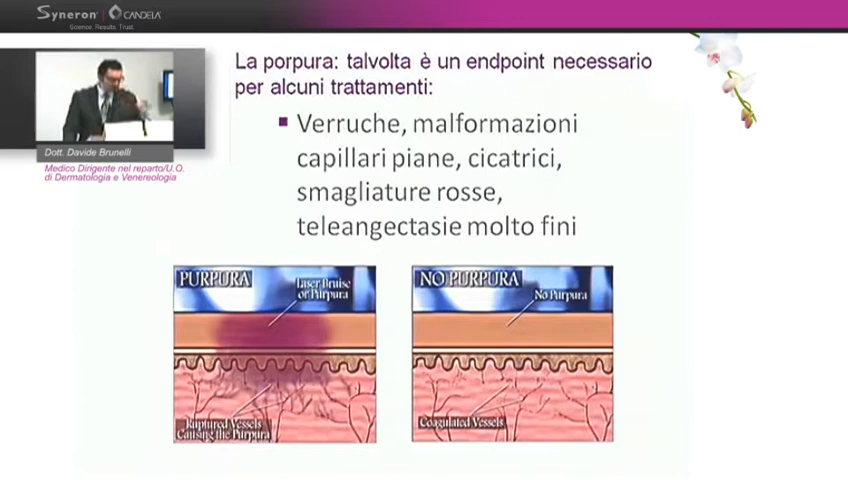 Syneron CANDELA
Science. Results. Trust.
La porpura: talvolta è un endpoint necessario
per alcuni trattamenti:
Verruche, malformazioni
capillari piane, cicatrici,
smagliature rosse,
teleangectasie molto fini
Dott. Davide Brunelli
Medico Dirigente nel reparto/U.O.
di Dermatologia e Venereologia
PURPURA
Laser Bruise
or Purpura
Ruptured Vessels
Causing the Purpura
NO PURPURA
No Purpura
Coagulated Vessels